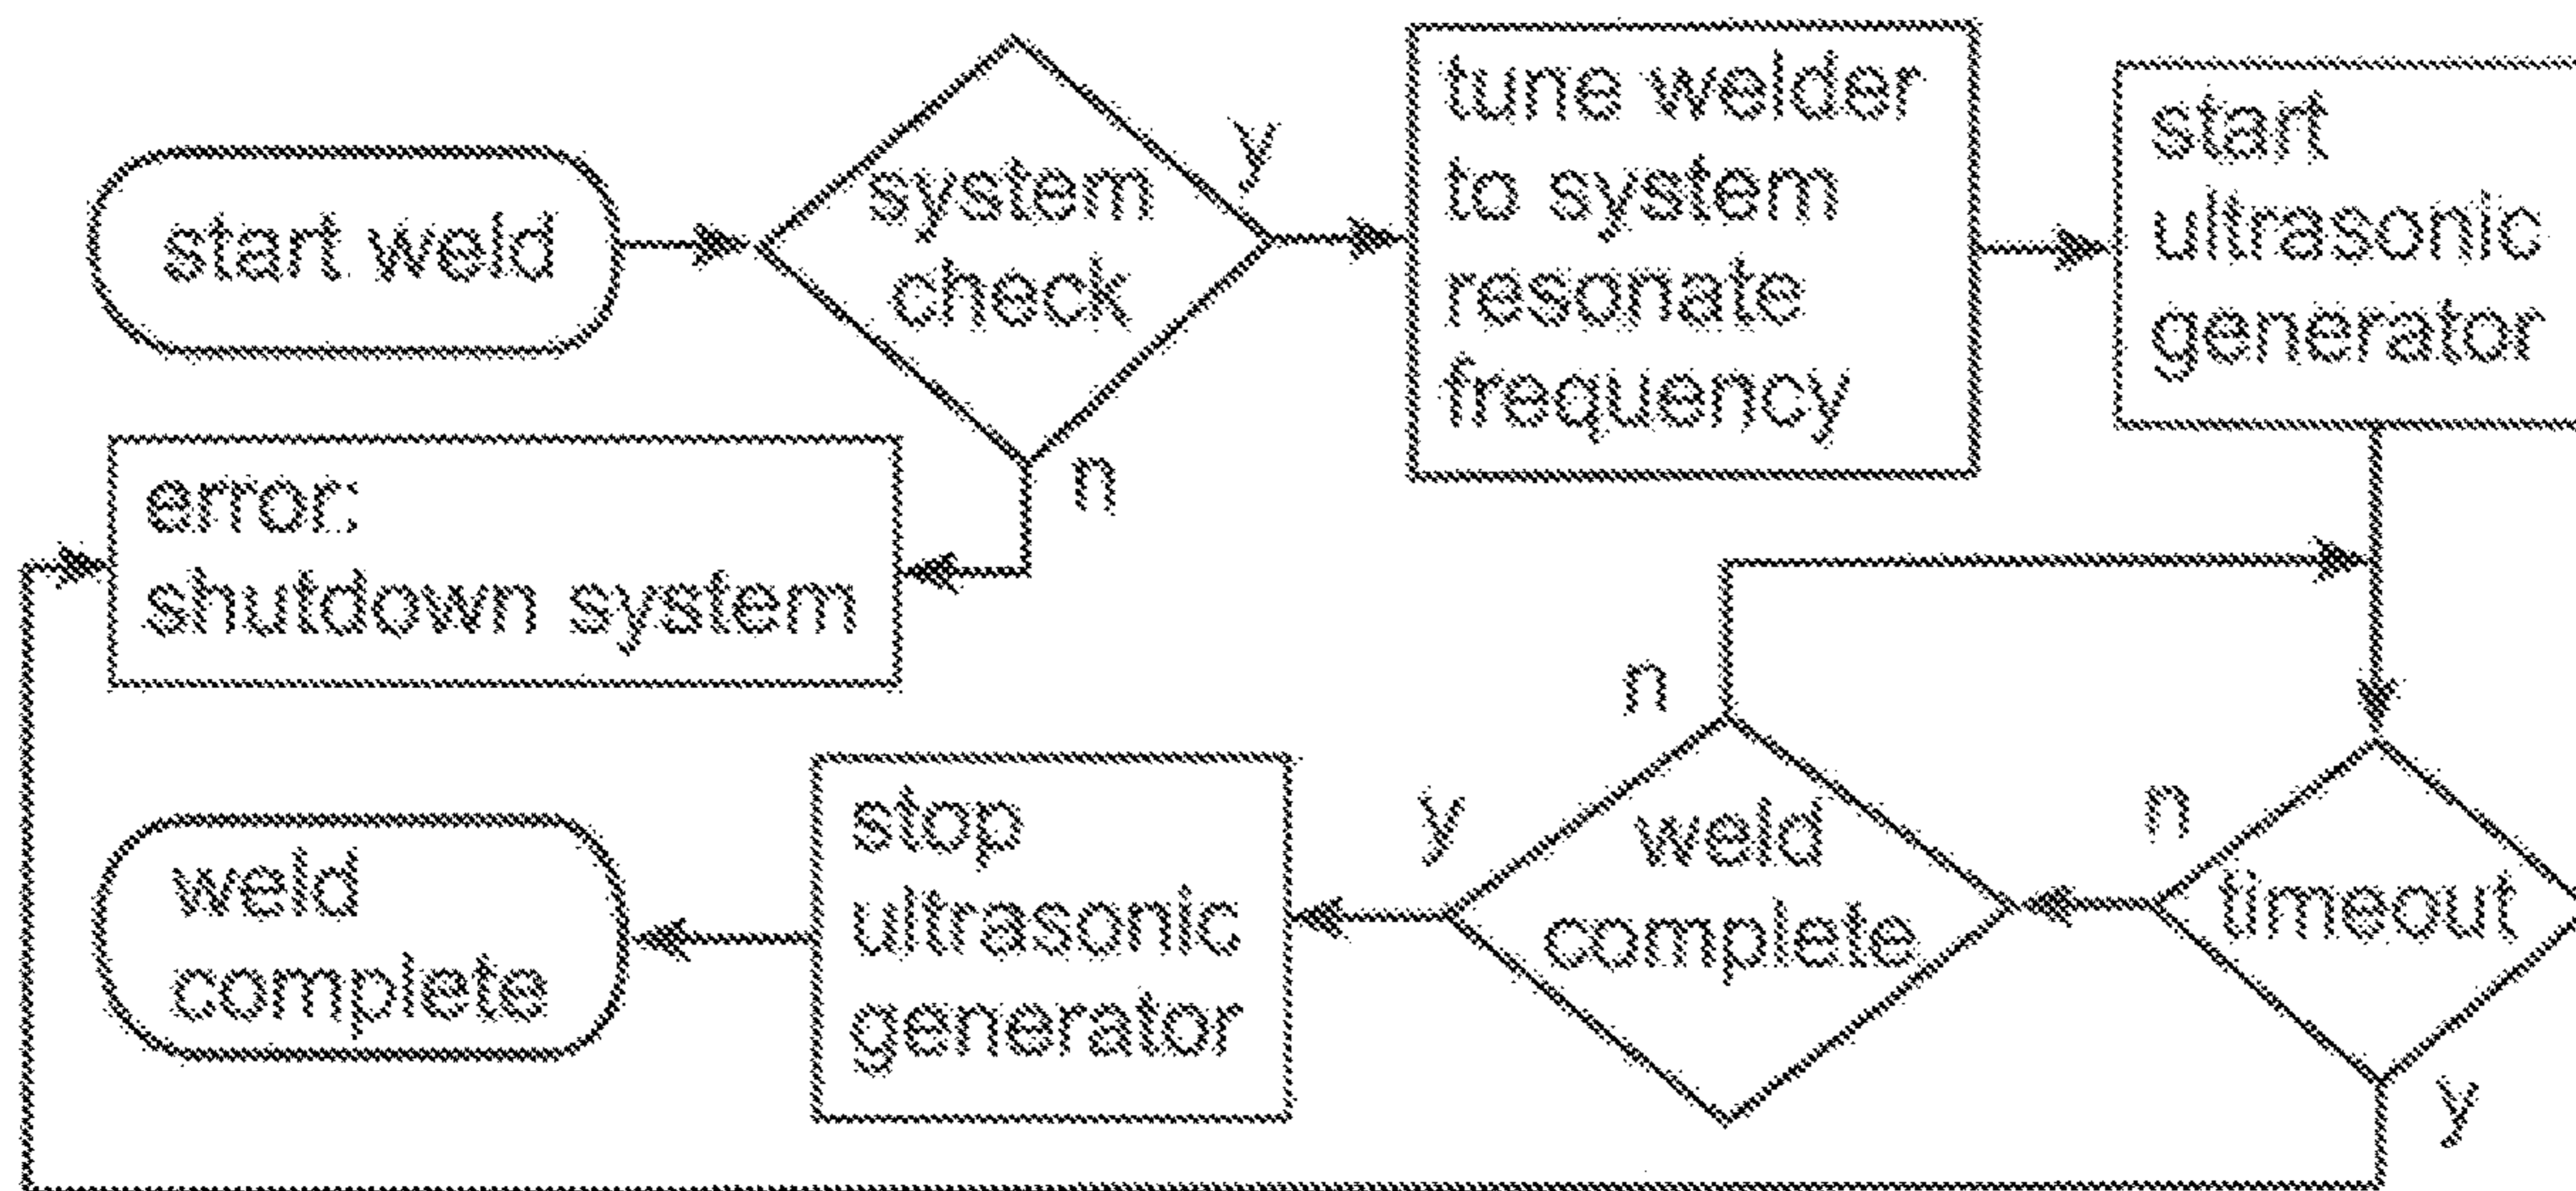 start weld
system
check
y
n
tune welder
to system
resonate
frequency
start
ultrasonic
generator
error:
shutdown system
timeout
n
y
weld
complete
n
y
stop
ultrasonic
generator
weld
complete